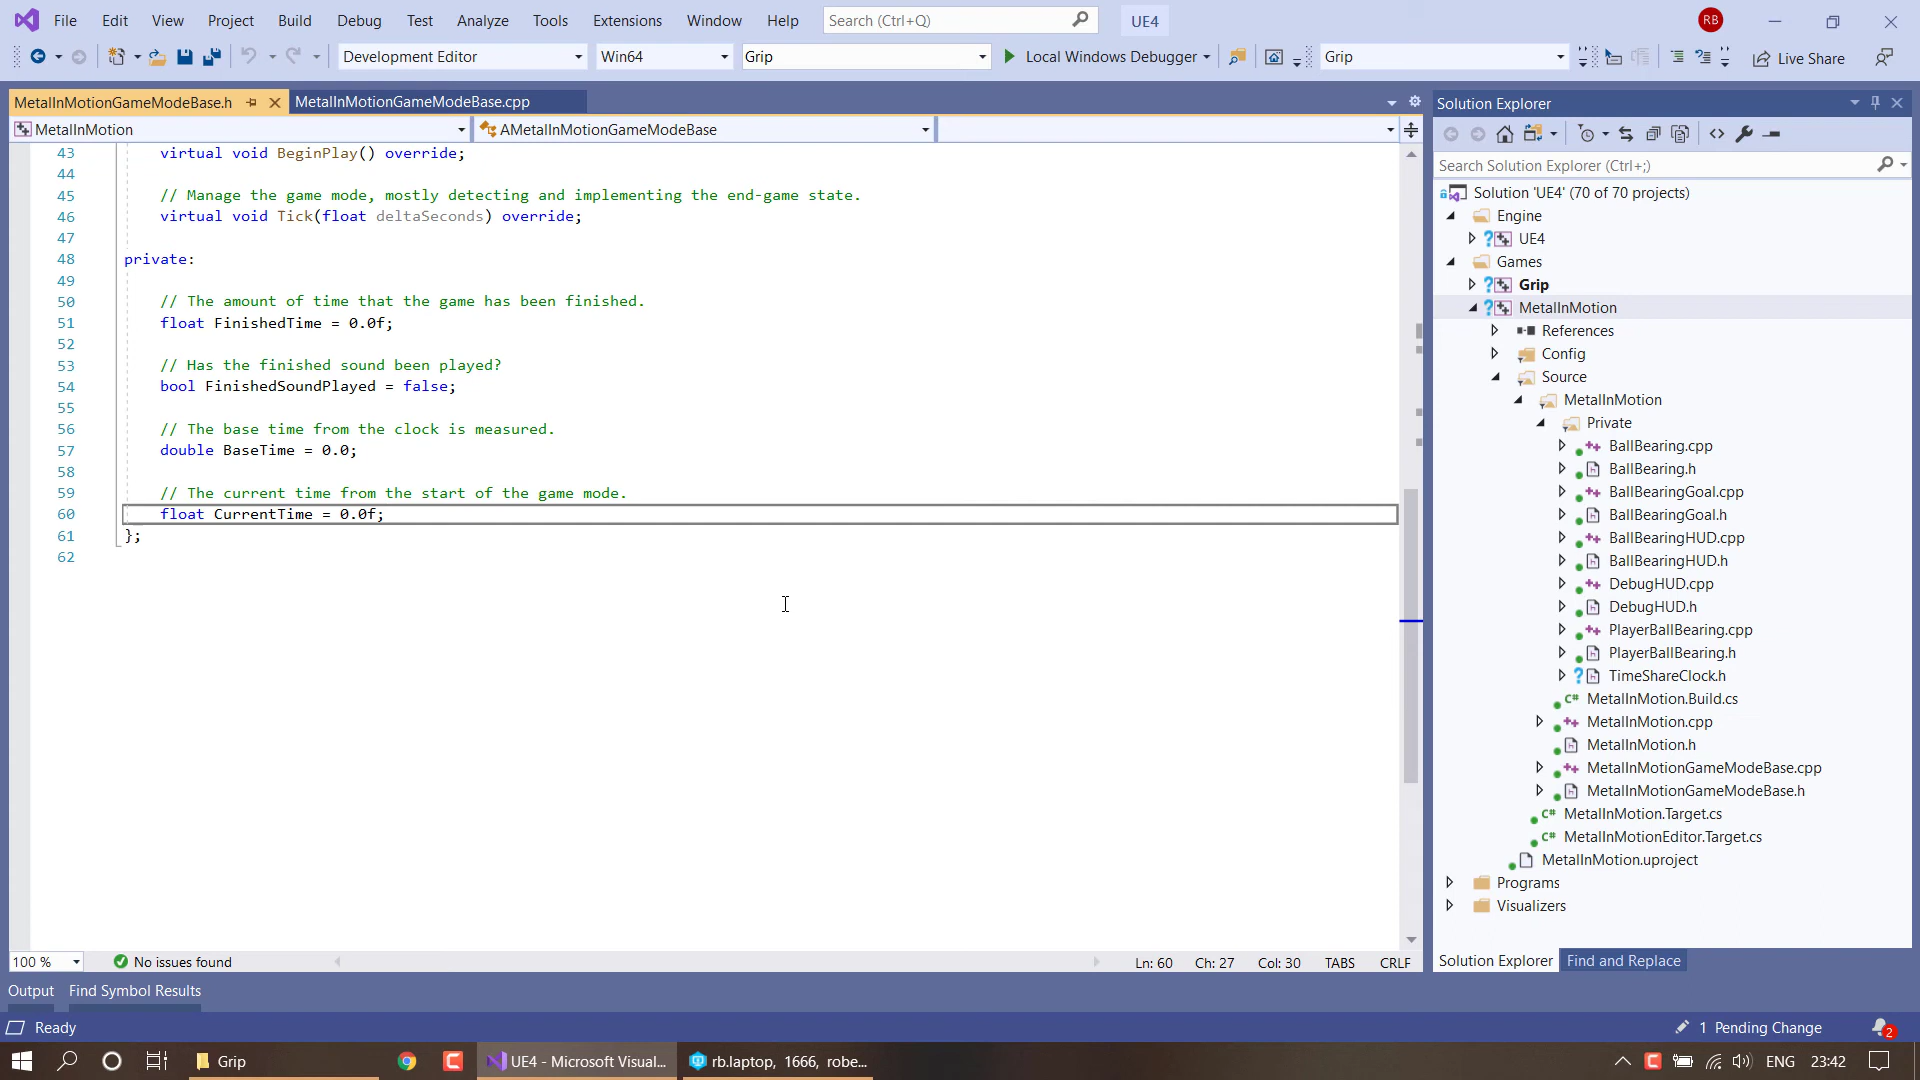 File Edit View Project Build Debug Test Analyze Tools Extensions Window Help Search (Ctrl+Q) UE4 RB
Development Editor Win64 Grip Local Windows Debugger Grip Live Share
MetalInMotionGameModeBase.h MetalInMotionGameModeBase.cpp
MetalInMotion AMetalInMotionGameModeBase
43 virtual void BeginPlay() override;
44
45 // Manage the game mode, mostly detecting and implementing the end-game state.
46 virtual void Tick(float deltaSeconds) override;
47
48 private:
49
50 // The amount of time that the game has been finished.
51 float FinishedTime = 0.0f;
52
53 // Has the finished sound been played?
54 bool FinishedSoundPlayed = false;
55
56 // The base time from the clock is measured.
57 double BaseTime = 0.0;
58
59 // The current time from the start of the game mode.
60 float CurrentTime = 0.0f;
61 };
62
100 % No issues found Ln: 60 Ch: 27 Col: 30 TABS CRLF
Solution Explorer
Search Solution Explorer (Ctrl+;)
Solution 'UE4' (70 of 70 projects)
Engine
UE4
Games
Grip
MetalInMotion
References
Config
Source
MetalInMotion
Private
BallBearing.cpp
BallBearing.h
BallBearingGoal.cpp
BallBearingGoal.h
BallBearingHUD.cpp
BallBearingHUD.h
DebugHUD.cpp
DebugHUD.h
PlayerBallBearing.cpp
PlayerBallBearing.h
TimeShareClock.h
MetalInMotion.Build.cs
MetalInMotion.cpp
MetalInMotion.h
MetalInMotionGameModeBase.cpp
MetalInMotionGameModeBase.h
MetalInMotion.Target.cs
MetalInMotionEditor.Target.cs
MetalInMotion.uproject
Programs
Visualizers
Solution Explorer Find and Replace
Output Find Symbol Results
Ready 1 Pending Change 2
Grip UE4 - Microsoft Visual... rb.laptop, 1666, robe... ENG 23:42